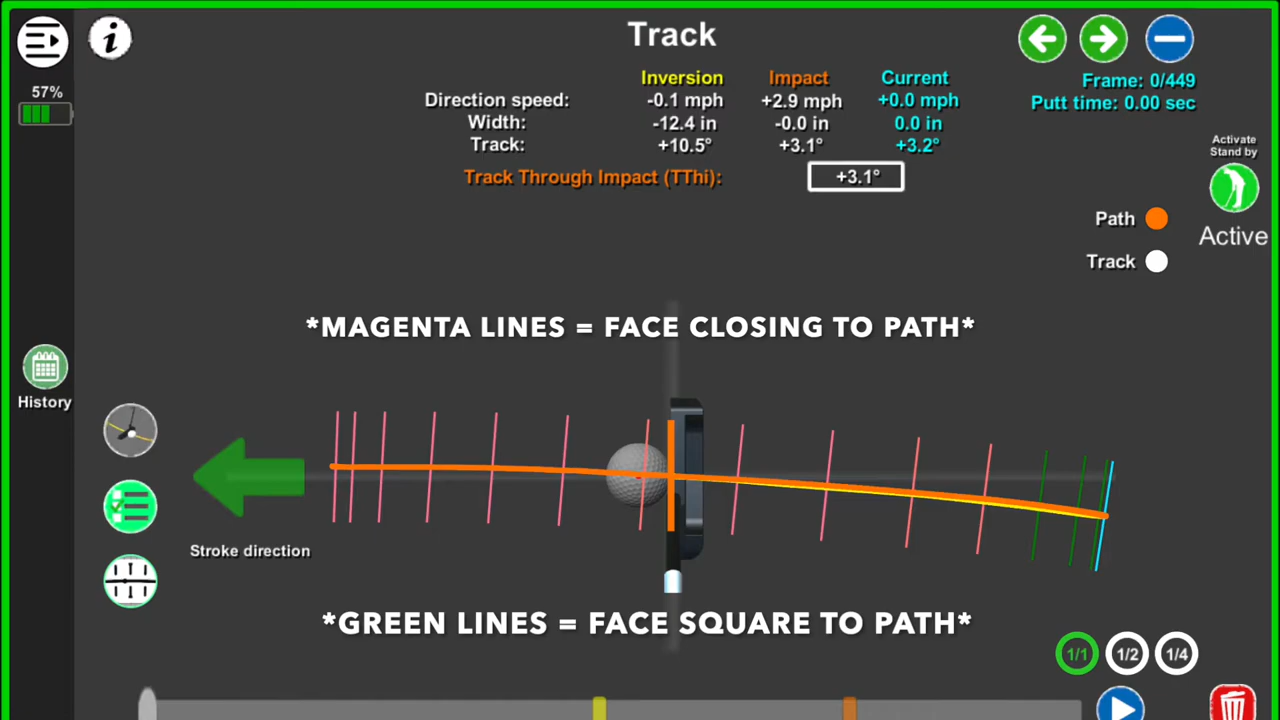 Track
57%
Inversion Impact Current
Direction speed: -0.1 mph +2.9 mph +0.0 mph
Width: -12.4 in -0.0 in 0.0 in
Track: +10.5° +3.1° +3.2°
Track Through Impact (TThi): +3.1°
Frame: 0/449
Putt time: 0.00 sec
Activate
Stand by
Active
Path
Track
*MAGENTA LINES = FACE CLOSING TO PATH*
History
Stroke direction
*GREEN LINES = FACE SQUARE TO PATH*
1/1 1/2 1/4